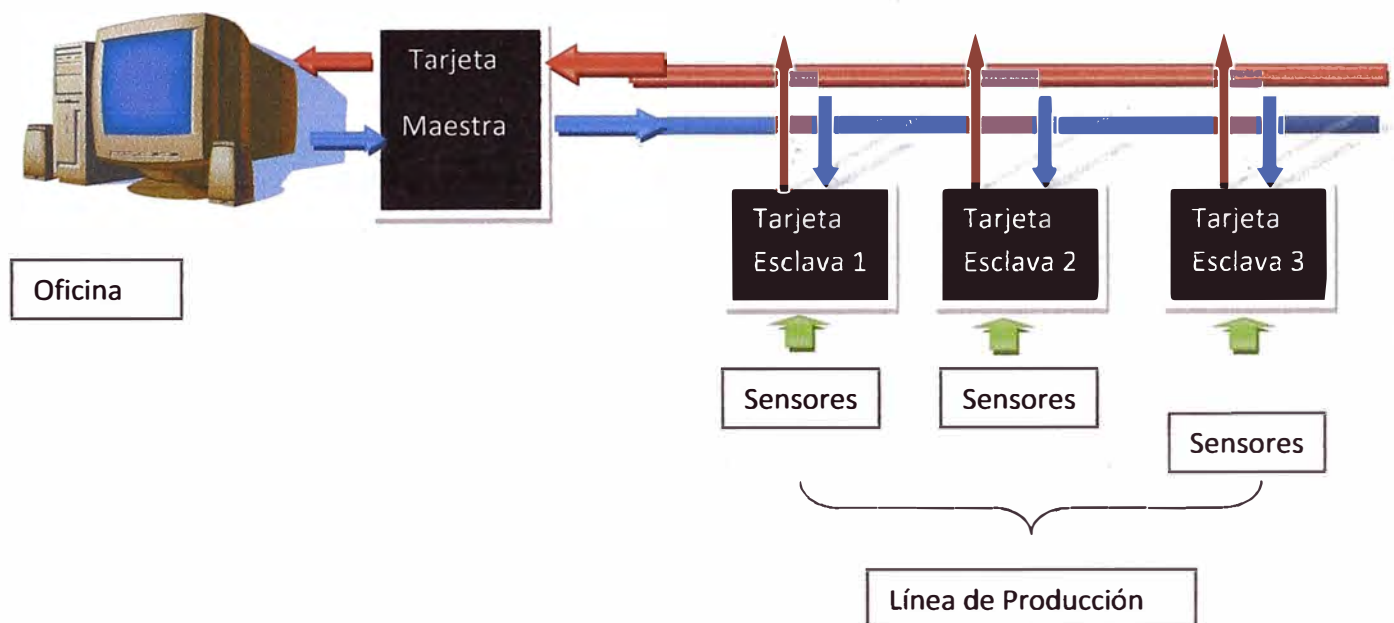 Tarjeta
Maestra
Tarjeta
Esclava 1
Tarjeta
Esclava 2
Tarjeta
Esclava 3
Oficina
Sensores
Sensores
Sensores
Línea de Producción